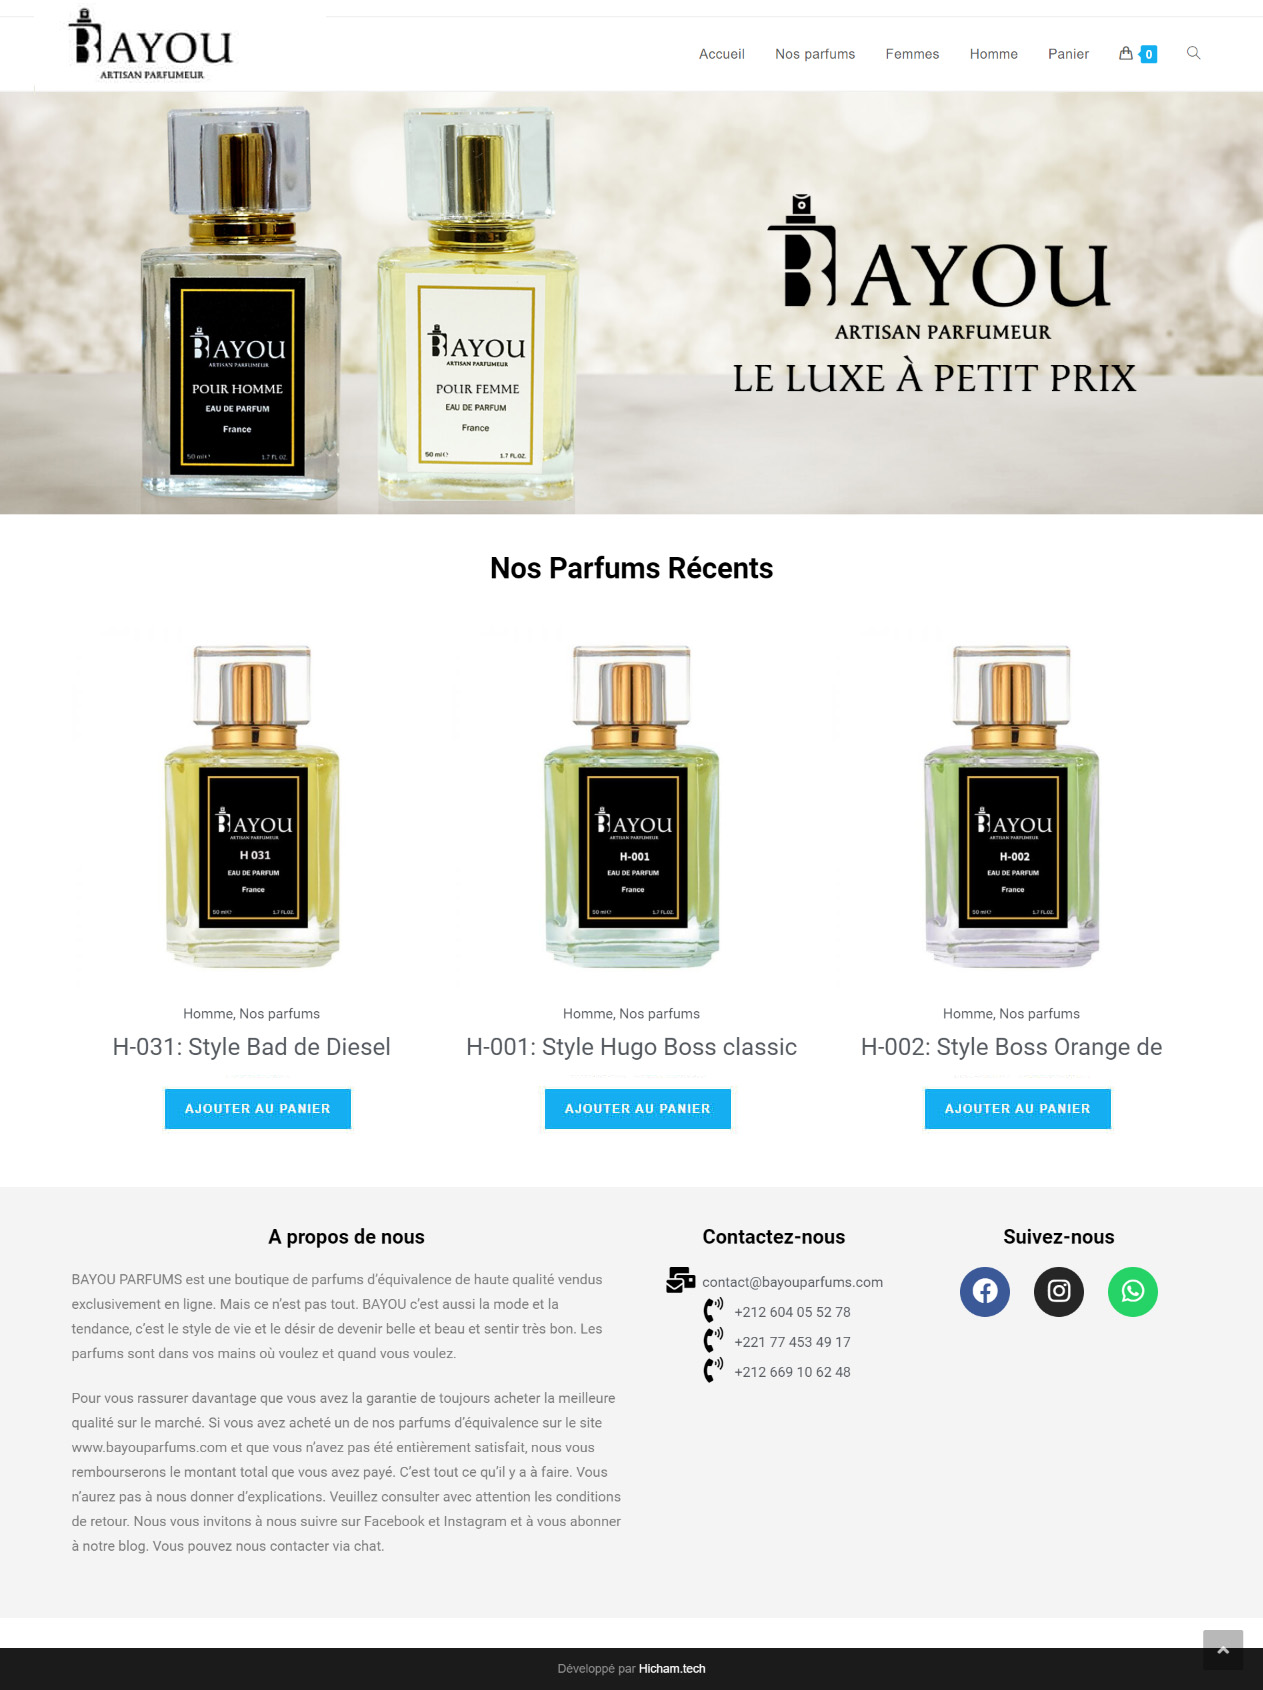 BAYOU
ARTISAN PARFUMEUR
Accueil
Nos parfums
Femmes
Homme
Panier
0
BAYOU
ARTISAN PARFUMEUR
POUR HOMME
EAU DE PARFUM
France
50 ml℮ 1.7 FL.OZ.
BAYOU
ARTISAN PARFUMEUR
POUR FEMME
EAU DE PARFUM
France
50 ml℮ 1.7 FL.OZ.
BAYOU
ARTISAN PARFUMEUR
LE LUXE À PETIT PRIX
Nos Parfums Récents
BAYOU
ARTISAN PARFUMEUR
H 031
EAU DE PARFUM
France
50 ml℮ 1.7 FL.OZ.
BAYOU
ARTISAN PARFUMEUR
H-001
EAU DE PARFUM
France
50 ml℮ 1.7 FL.OZ.
BAYOU
ARTISAN PARFUMEUR
H-002
EAU DE PARFUM
France
50 ml℮ 1.7 FL.OZ.
Homme, Nos parfums
H-031: Style Bad de Diesel
AJOUTER AU PANIER
Homme, Nos parfums
H-001: Style Hugo Boss classic
AJOUTER AU PANIER
Homme, Nos parfums
H-002: Style Boss Orange de
AJOUTER AU PANIER
A propos de nous
BAYOU PARFUMS est une boutique de parfums d’équivalence de haute qualité vendus
exclusivement en ligne. Mais ce n’est pas tout. BAYOU c’est aussi la mode et la
tendance, c’est le style de vie et le désir de devenir belle et beau et sentir très bon. Les
parfums sont dans vos mains où voulez et quand vous voulez.
Pour vous rassurer davantage que vous avez la garantie de toujours acheter la meilleure
qualité sur le marché. Si vous avez acheté un de nos parfums d’équivalence sur le site
www.bayouparfums.com et que vous n’avez pas été entièrement satisfait, nous vous
rembourserons le montant total que vous avez payé. C’est tout ce qu’il y a à faire. Vous
n’aurez pas à nous donner d’explications. Veuillez consulter avec attention les conditions
de retour. Nous vous invitons à nous suivre sur Facebook et Instagram et à vous abonner
à notre blog. Vous pouvez nous contacter via chat.
Contactez-nous
contact@bayouparfums.com
+212 604 05 52 78
+221 77 453 49 17
+212 669 10 62 48
Suivez-nous
Développé par Hicham.tech